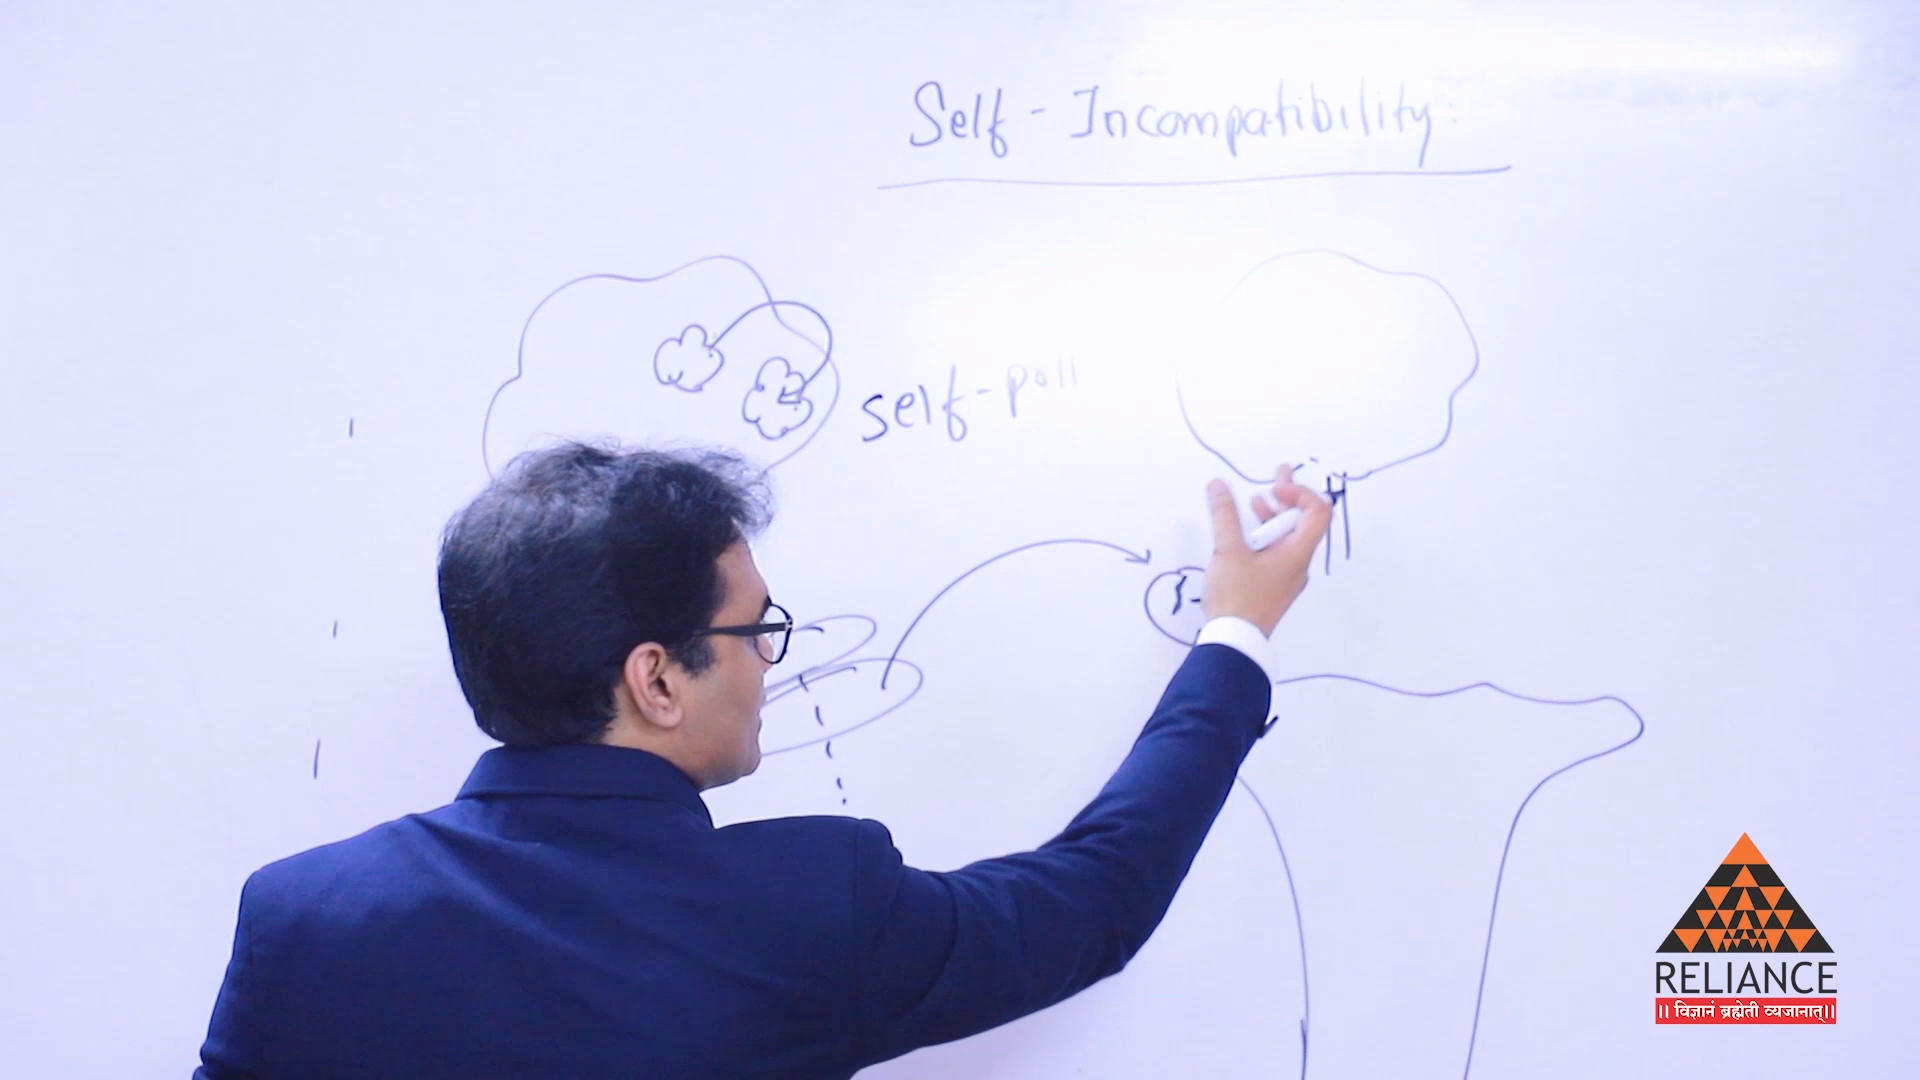 Self - Incompatibility:
self-poll
RELIANCE
।। विज्ञानं ब्रह्मेती व्यजानात्।।